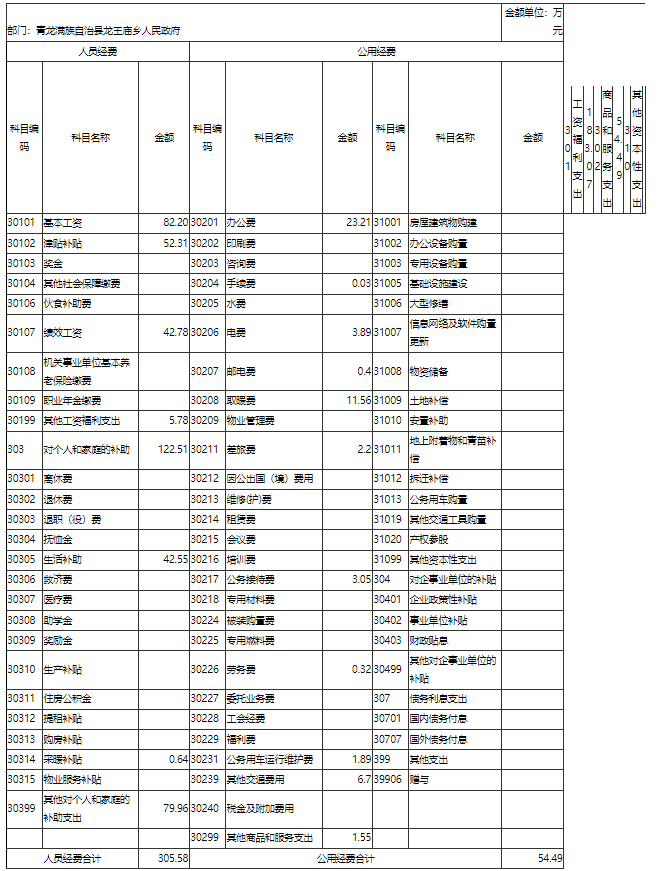 金额单位：万元
部门：青龙满族自治县龙王庙乡人民政府
人员经费 公用经费
科目编码 科目名称 金额 科目编码 科目名称 金额 科目编码 科目名称 金额 301 工资福利支出 183.07 302 商品和服务支出 54.49 310 其他资本性支出
30101 基本工资 82.20 30201 办公费 23.21 31001 房屋建筑物购建
30102 津贴补贴 52.31 30202 印刷费 31002 办公设备购置
30103 奖金 30203 咨询费 31003 专用设备购置
30104 其他社会保障缴费 30204 手续费 0.03 31005 基础设施建设
30106 伙食补助费 30205 水费 31006 大型修缮
30107 绩效工资 42.78 30206 电费 3.89 31007 信息网络及软件购置更新
30108 机关事业单位基本养老保险缴费 30207 邮电费 0.4 31008 物资储备
30109 职业年金缴费 30208 取暖费 11.56 31009 土地补偿
30199 其他工资福利支出 5.78 30209 物业管理费 31010 安置补助
303 对个人和家庭的补助 122.51 30211 差旅费 2.2 31011 地上附着物和青苗补偿
30301 离休费 30212 因公出国（境）费用 31012 拆迁补偿
30302 退休费 30213 维修(护)费 31013 公务用车购置
30303 退职（役）费 30214 租赁费 31019 其他交通工具购置
30304 抚恤金 30215 会议费 31020 产权参股
30305 生活补助 42.55 30216 培训费 31099 其他资本性支出
30306 救济费 30217 公务接待费 3.05 304 对企事业单位的补贴
30307 医疗费 30218 专用材料费 30401 企业政策性补贴
30308 助学金 30224 被装购置费 30402 事业单位补贴
30309 奖励金 30225 专用燃料费 30403 财政贴息
30310 生产补贴 30226 劳务费 0.32 30499 其他对企事业单位的补贴
30311 住房公积金 30227 委托业务费 307 债务利息支出
30312 提租补贴 30228 工会经费 30701 国内债务付息
30313 购房补贴 30229 福利费 30707 国外债务付息
30314 采暖补贴 0.64 30231 公务用车运行维护费 1.89 399 其他支出
30315 物业服务补贴 30239 其他交通费用 6.7 39906 赠与
30399 其他对个人和家庭的补助支出 79.96 30240 税金及附加费用
30299 其他商品和服务支出 1.55
人员经费合计 305.58 公用经费合计 54.49